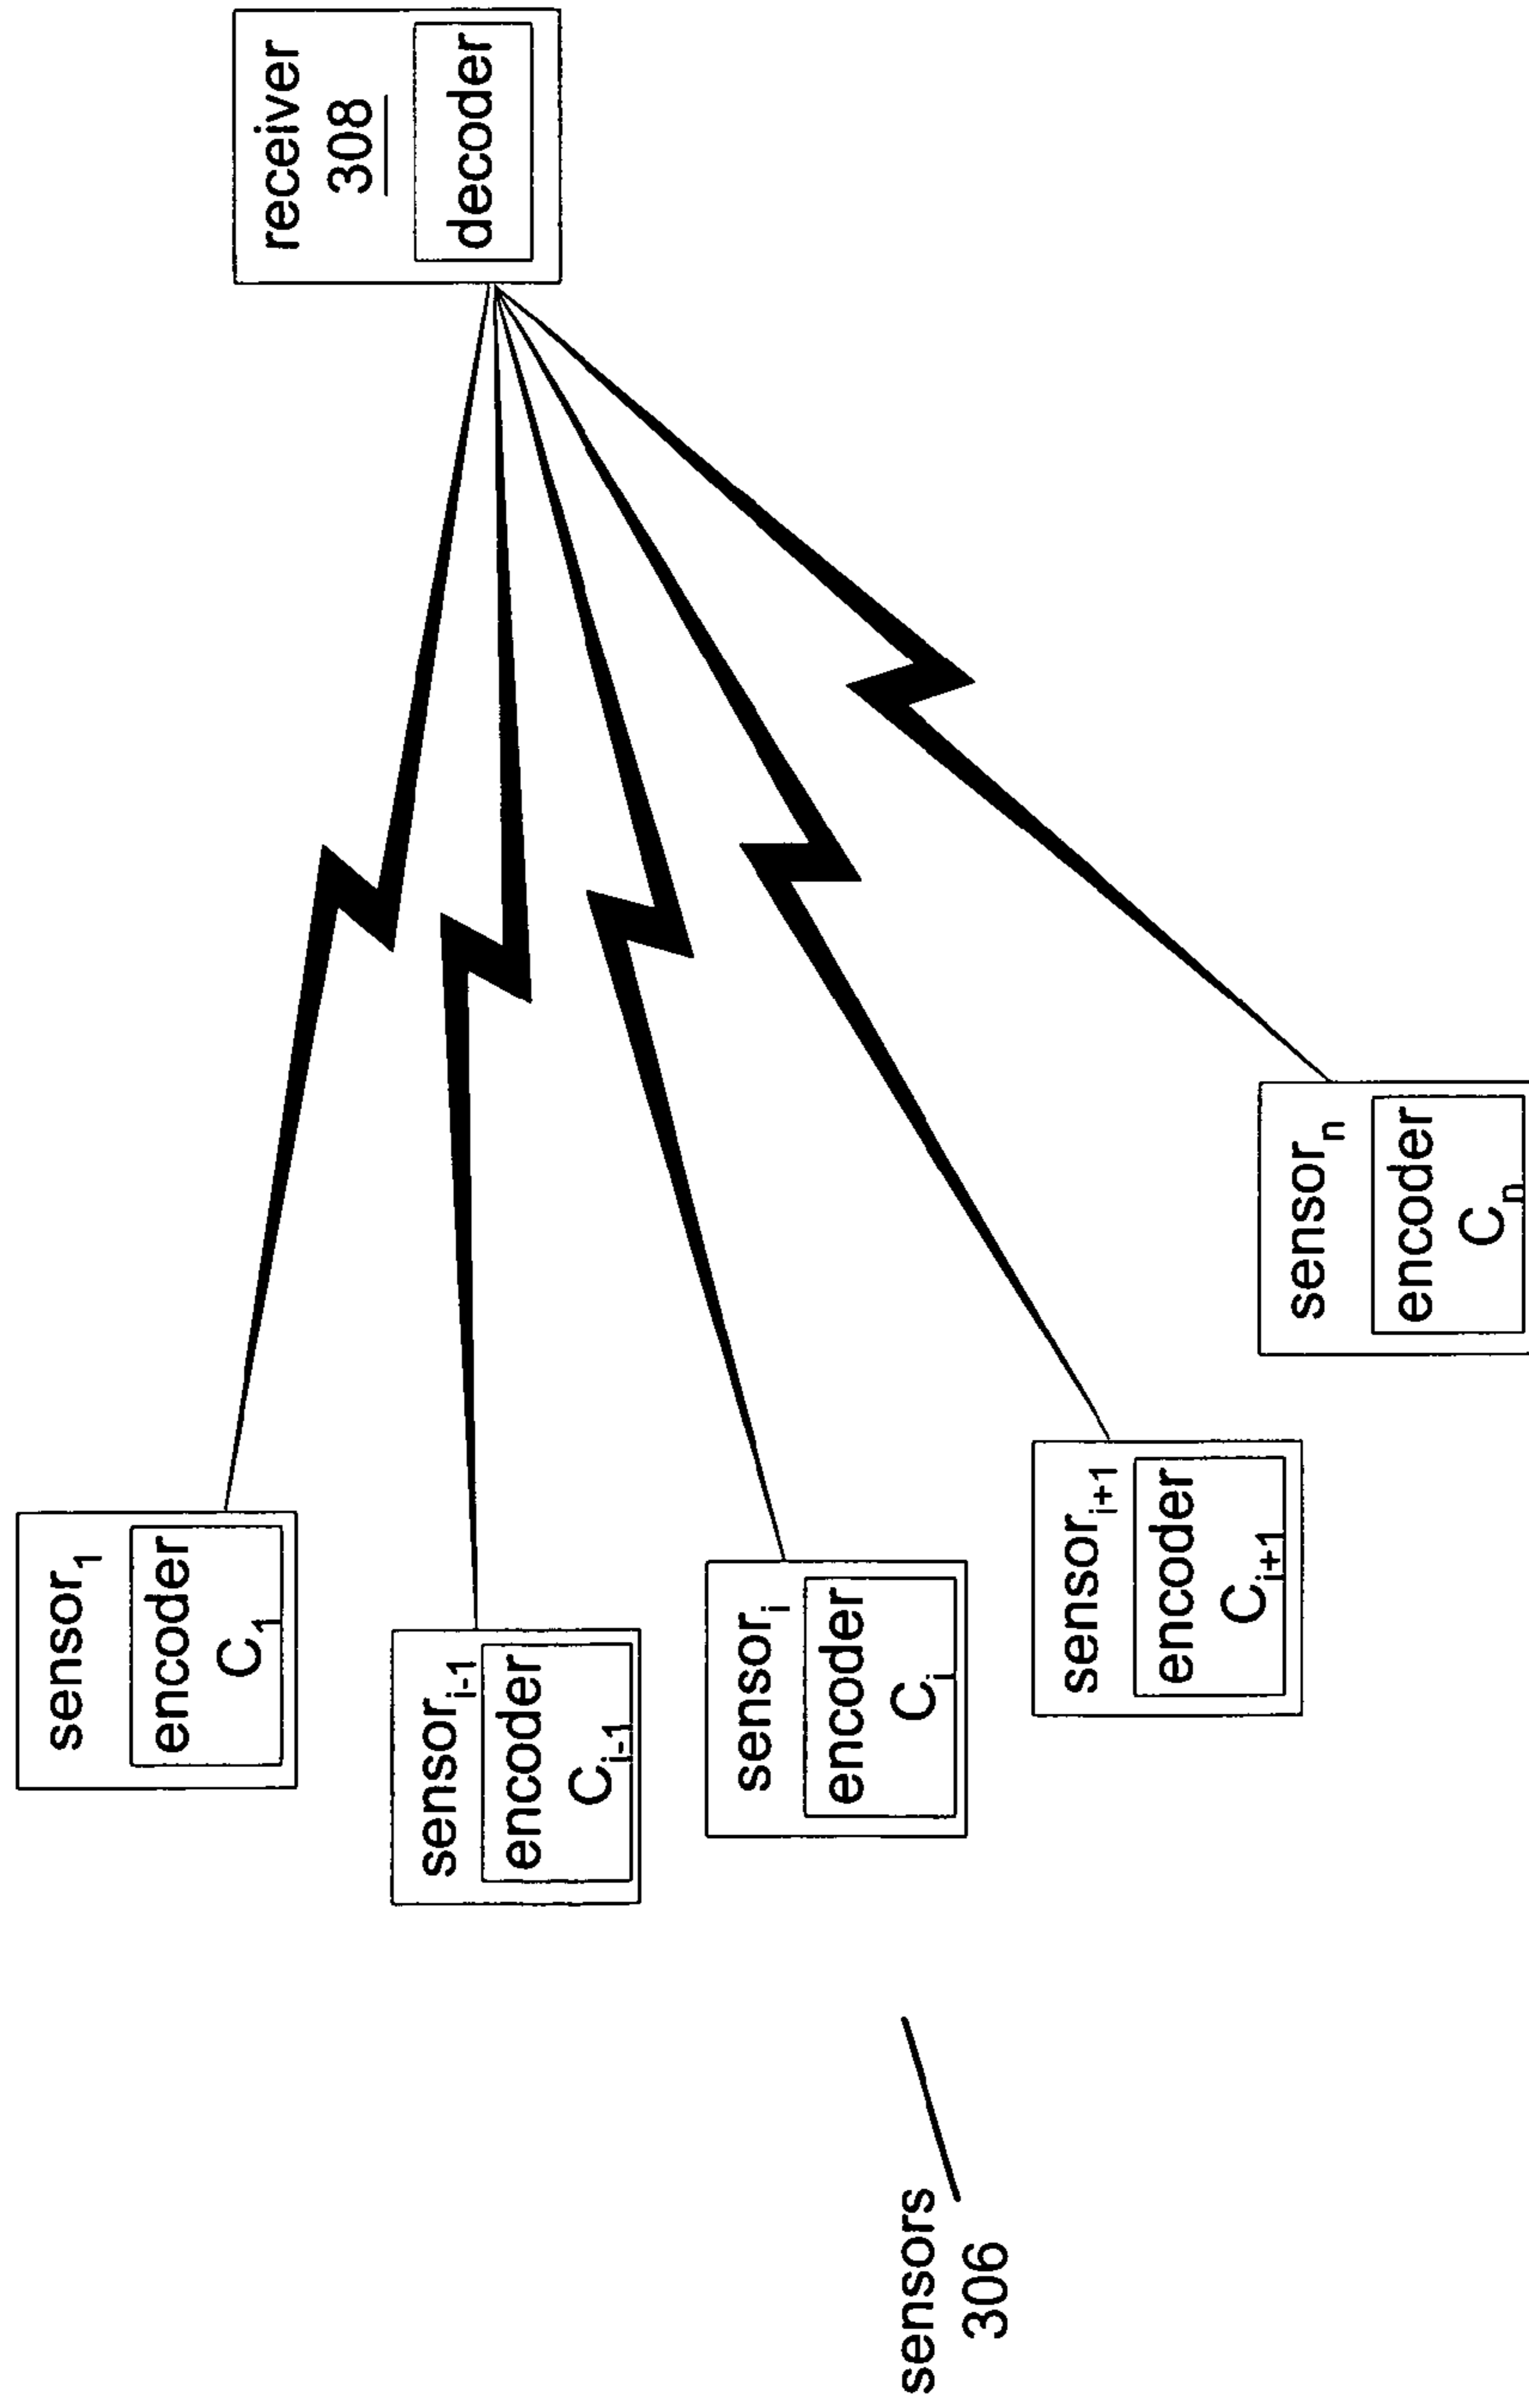 receiver
308
decoder
sensor₁
encoder
C₁
sensorᵢ₋₁
encoder
Cᵢ₋₁
sensorᵢ
encoder
Cᵢ
sensorᵢ₊₁
encoder
Cᵢ₊₁
sensorₙ
encoder
Cₙ
sensors
306